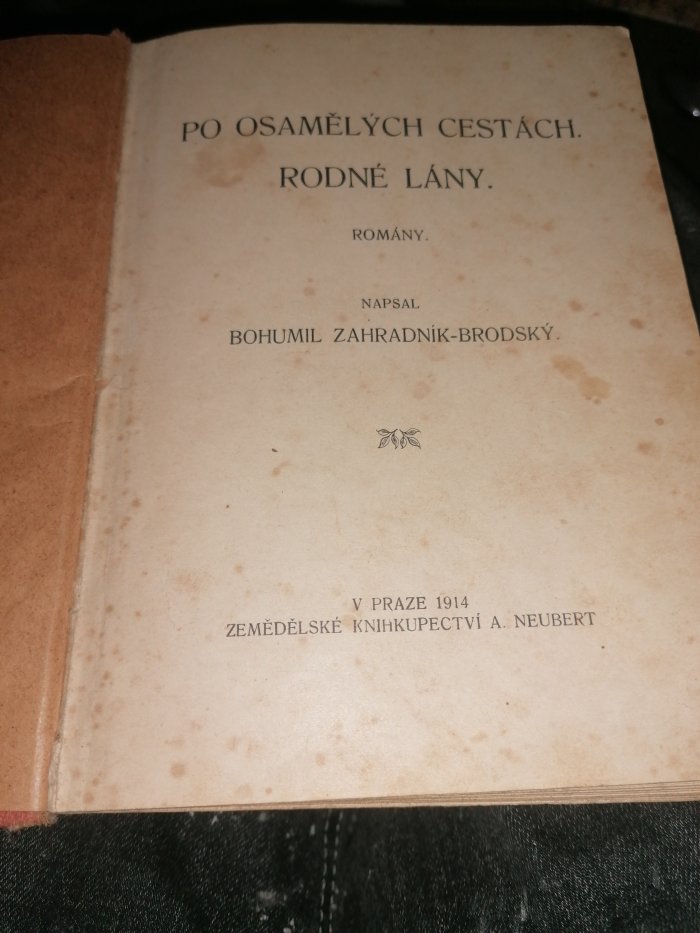 PO OSAMĚLÝCH CESTÁCH.
RODNÉ LÁNY.
ROMÁNY.
NAPSAL
BOHUMIL ZAHRADNÍK-BRODSKÝ.
V PRAZE 1914
ZEMĚDĚLSKÉ KNIHKUPECTVÍ A. NEUBERT